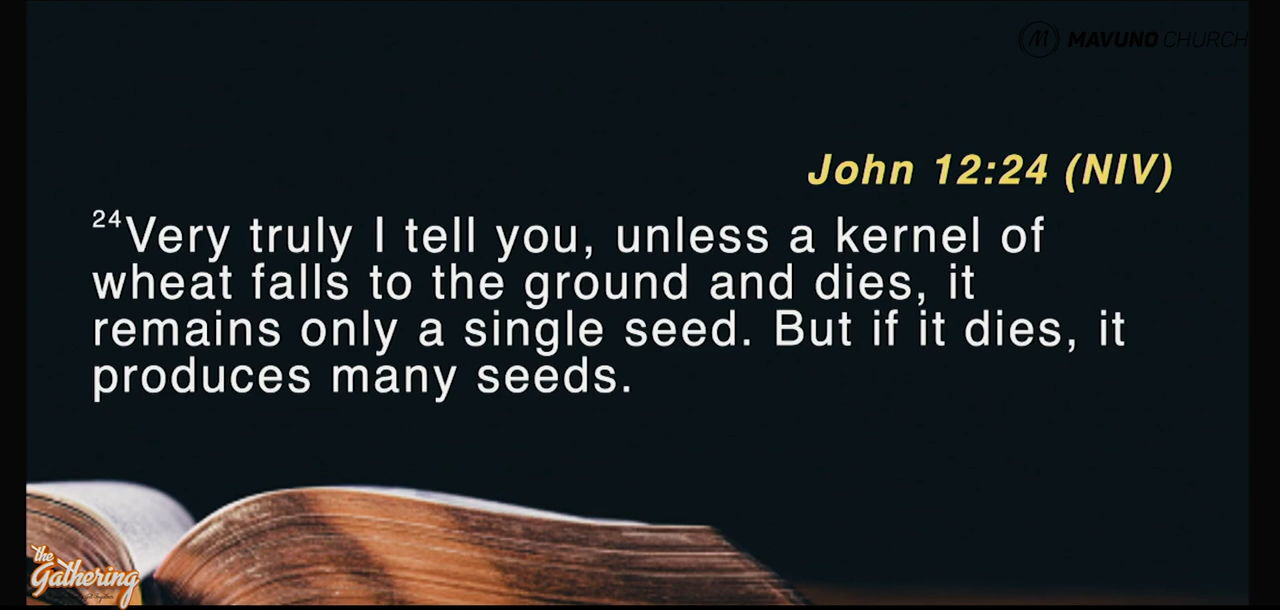 MAVUNO CHURCH
John 12:24 (NIV)
24Very truly I tell you, unless a kernel of
wheat falls to the ground and dies, it
remains only a single seed. But if it dies, it
produces many seeds.
the
Gathering